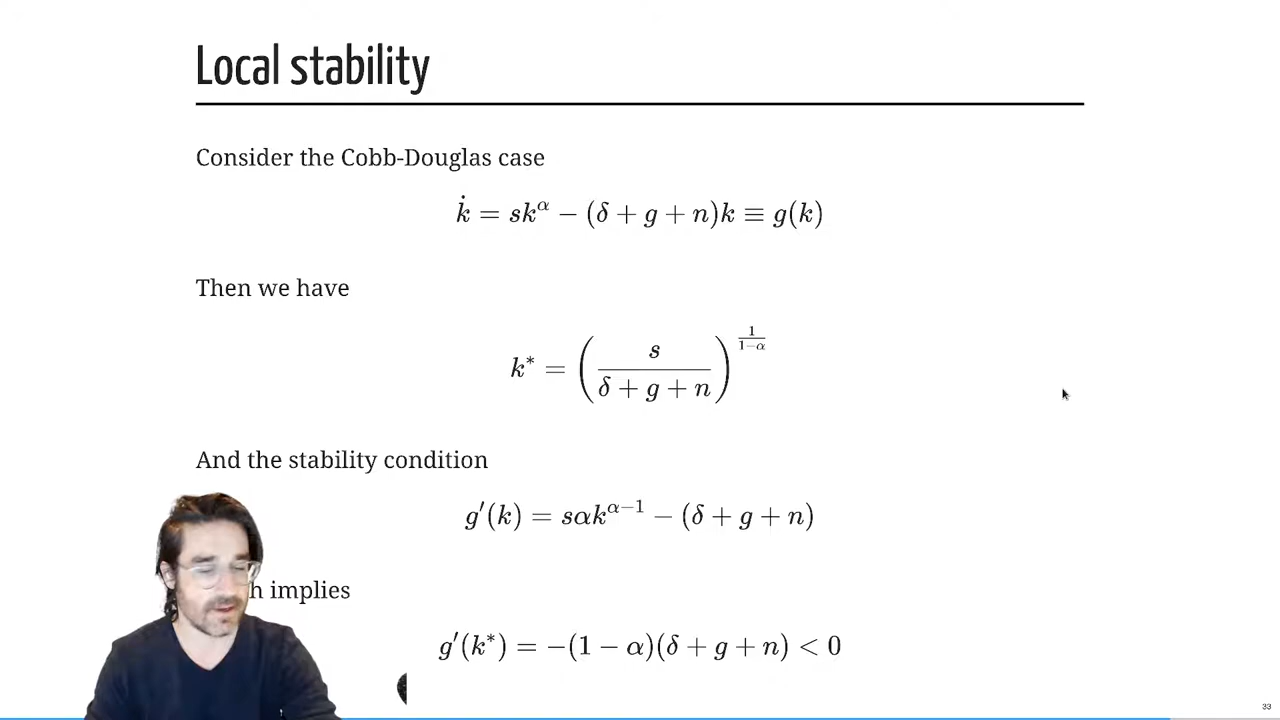 Local stability
Consider the Cobb-Douglas case
k̇ = sk^α − (δ + g + n)k ≡ g(k)
Then we have
k* = (s / (δ + g + n))^(1/(1−α))
And the stability condition
g′(k) = sαk^(α−1) − (δ + g + n)
h implies
g′(k*) = −(1 − α)(δ + g + n) < 0
33